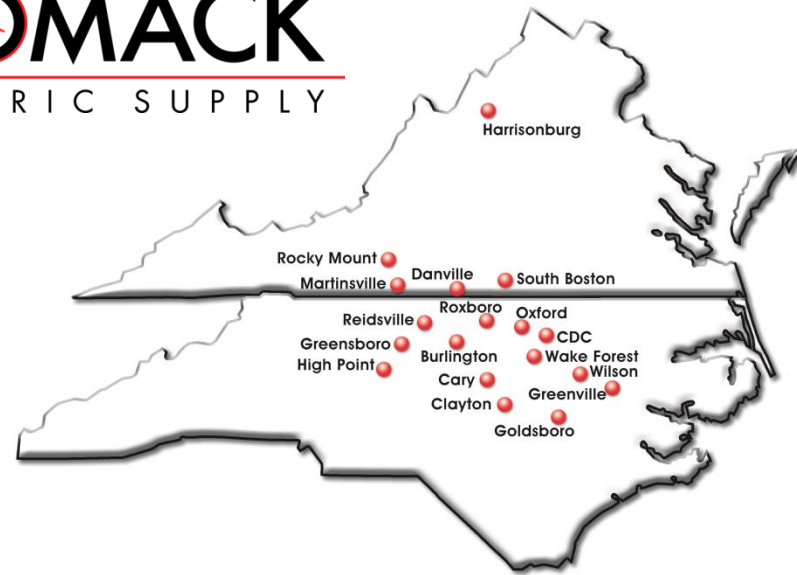 OMACK
RIC SUPPLY
Harrisonburg
Rocky Mount
Martinsville
Danville
South Boston
Roxboro
Oxford
Reidsville
CDC
Greensboro
Burlington
Wake Forest
High Point
Wilson
Cary
Greenville
Clayton
Goldsboro